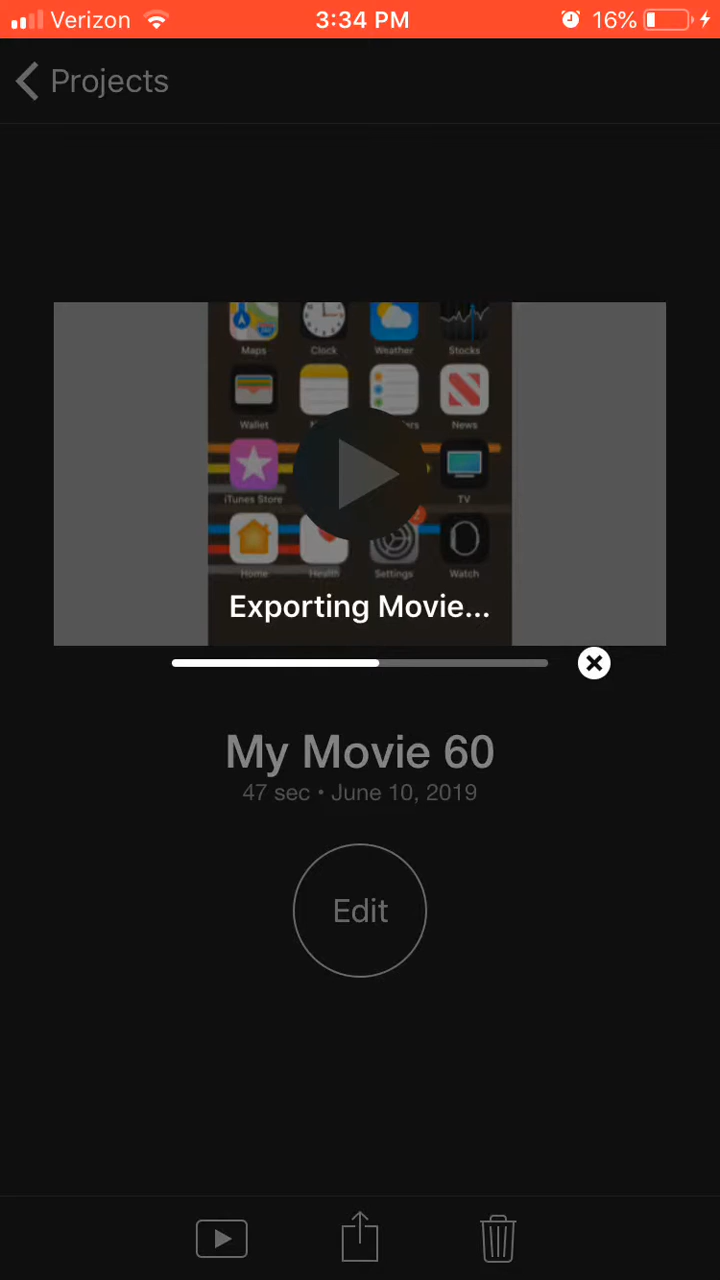 Verizon 3:34 PM 16%
Projects
Maps Clock Weather Stocks
Wallet News
iTunes Store TV
Home Health Settings Watch
Exporting Movie...
My Movie 60
47 sec • June 10, 2019
Edit